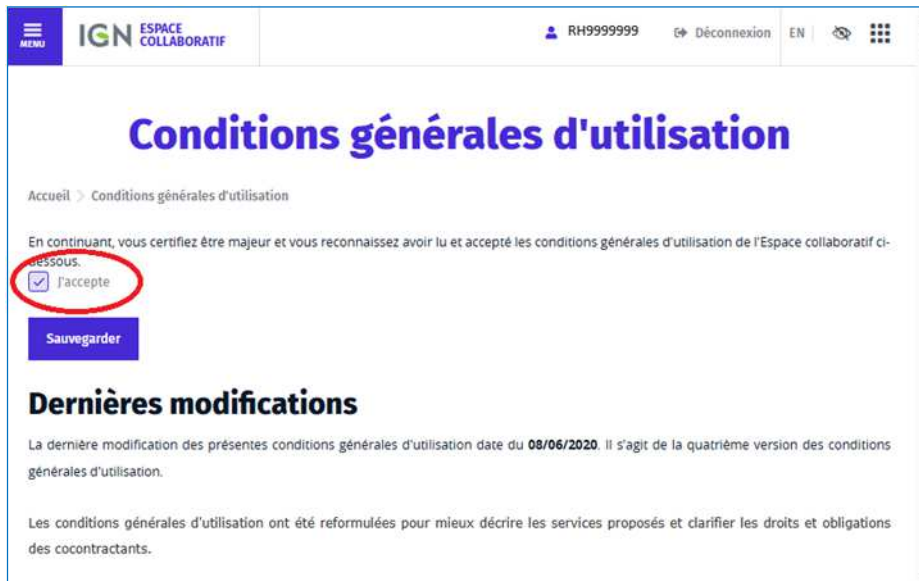 MENU
IGN ESPACE COLLABORATIF
RH9999999
Déconnexion
EN
Conditions générales d'utilisation
Accueil > Conditions générales d'utilisation
En continuant, vous certifiez être majeur et vous reconnaissez avoir lu et accepté les conditions générales d'utilisation de l'Espace collaboratif ci-
dessous.
J'accepte
Sauvegarder
Dernières modifications
La dernière modification des présentes conditions générales d'utilisation date du 08/06/2020. Il s'agit de la quatrième version des conditions
générales d'utilisation.
Les conditions générales d'utilisation ont été reformulées pour mieux décrire les services proposés et clarifier les droits et obligations
des cocontractants.